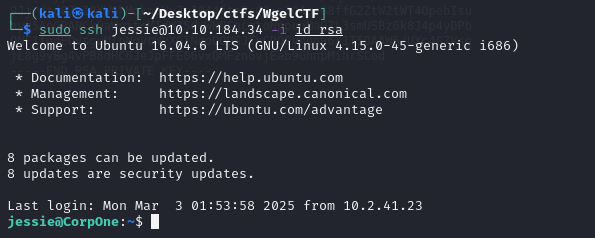 ┌──(kali㉿kali)-[~/Desktop/ctfs/WgelCTF]
└─$ sudo ssh jessie@10.10.184.34 -i id_rsa
Welcome to Ubuntu 16.04.6 LTS (GNU/Linux 4.15.0-45-generic i686)
* Documentation:  https://help.ubuntu.com
* Management:     https://landscape.canonical.com
* Support:        https://ubuntu.com/advantage
8 packages can be updated.
8 updates are security updates.
Last login: Mon Mar  3 01:53:58 2025 from 10.2.41.23
jessie@CorpOne:~$